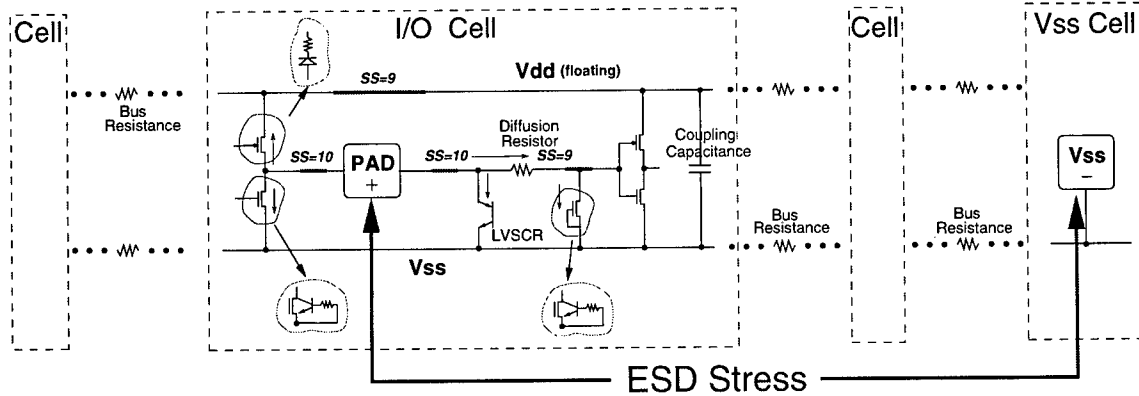 Cell
I/O Cell
Cell
Vss Cell
SS=9
Vdd (floating)
Bus
Resistance
Diffusion
Resistor
Coupling
Capacitance
SS=10
PAD
+
SS=10
SS=9
Vss
−
LVSCR
Vss
Bus
Resistance
Bus
Resistance
ESD Stress